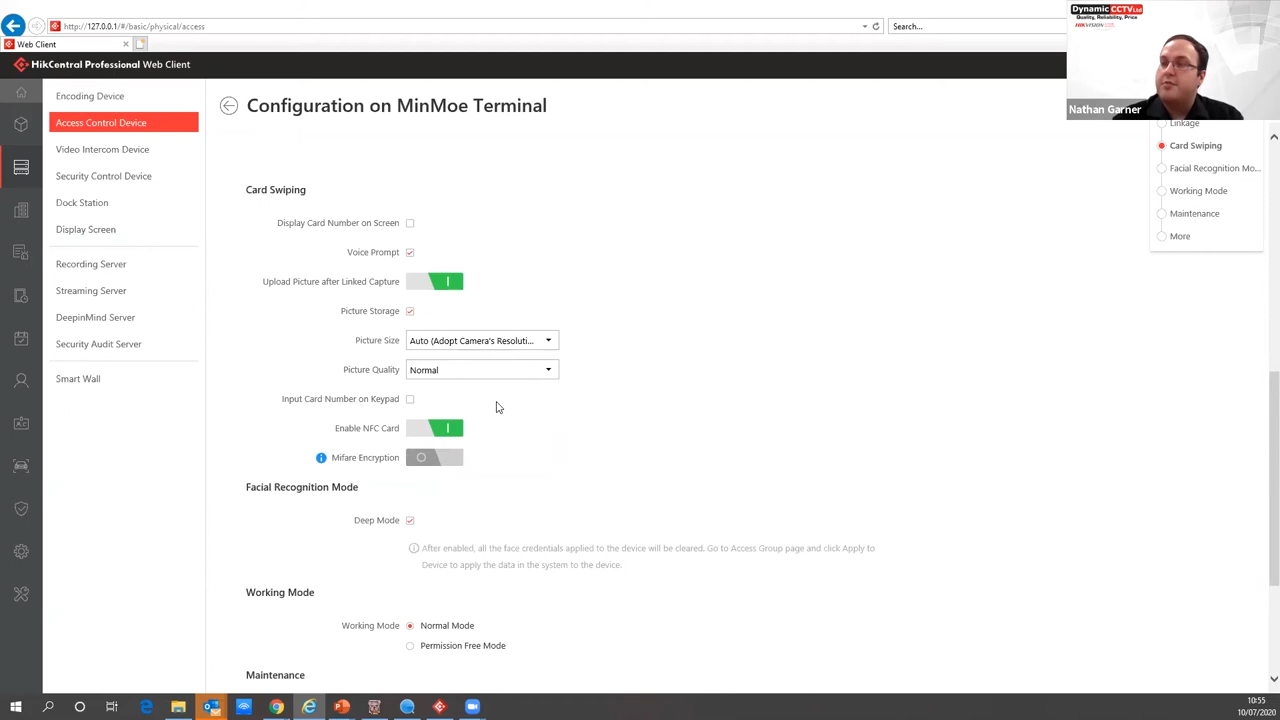 http://127.0.0.1/#/basic/physical/access
Search...
Web Client
HikCentral Professional Web Client
Dynamic CCTV Ltd
Quality, Reliability, Price
HIKVISION
Nathan Garner
Encoding Device
Access Control Device
Video Intercom Device
Security Control Device
Dock Station
Display Screen
Recording Server
Streaming Server
DeepinMind Server
Security Audit Server
Smart Wall
Configuration on MinMoe Terminal
Linkage
Card Swiping
Facial Recognition Mo...
Working Mode
Maintenance
More
Card Swiping
Display Card Number on Screen
Voice Prompt
Upload Picture after Linked Capture
Picture Storage
Picture Size Auto (Adopt Camera's Resoluti...
Picture Quality Normal
Input Card Number on Keypad
Enable NFC Card
Mifare Encryption
Facial Recognition Mode
Deep Mode
After enabled, all the face credentials applied to the device will be cleared. Go to Access Group page and click Apply to
Device to apply the data in the system to the device.
Working Mode
Working Mode Normal Mode
Permission Free Mode
Maintenance
10:55
10/07/2020